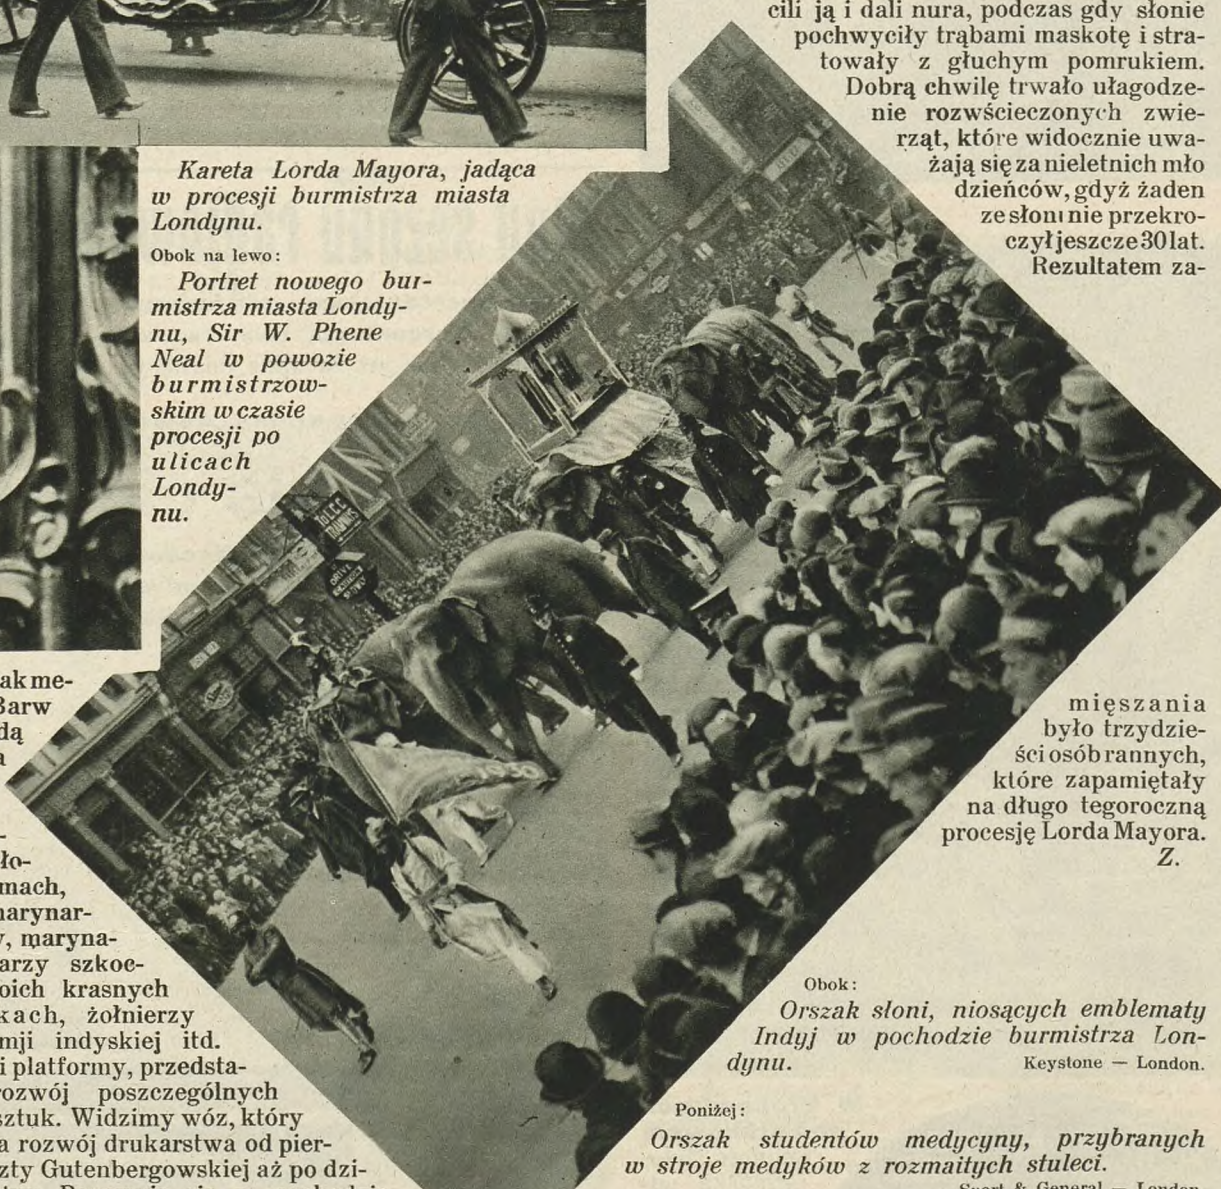 cili ją i dali nura, podczas gdy słonie
pochwyciły trąbami maskotę i stra-
towały z głuchym pomrukiem.
Dobrą chwilę trwało ułagodze-
nie rozwścieczonych zwie-
rząt, które widocznie uwa-
żają się za nieletnich mło
dzieńców, gdyż żaden
ze słoni nie przekro-
czył jeszcze 30 lat.
Rezultatem za-
Kareta Lorda Mayora, jadąca
w procesji burmistrza miasta
Londynu.
Obok na lewo:
Portret nowego bur-
mistrza miasta Londy-
nu, Sir W. Phene
Neal w powozie
burmistrzow-
skim w czasie
procesji po
ulicach
Londy-
nu.
TO L.C.C.
TRAMWAYS
mięszania
było trzydzie-
ści osób rannych,
które zapamiętały
na długo tegoroczną
procesję Lorda Mayora.
Z.
ak me-
Barw
dą
a
ło-
mach,
marynar-
y, maryna-
arzy szkoc-
oich krasnych
kach, żołnierzy
mji indyskiej itd.
i platformy, przedsta-
rozwój poszczególnych
sztuk. Widzimy wóz, który
a rozwój drukarstwa od pier-
zty Gutenbergowskiej aż po dzi-
Obok:
Orszak słoni, niosących emblematy
Indyj w pochodzie burmistrza Lon-
dynu. Keystone — London.
Poniżej:
Orszak studentów medycyny, przybranych
w stroje medyków z rozmaitych stuleci.
Sport & General — London.